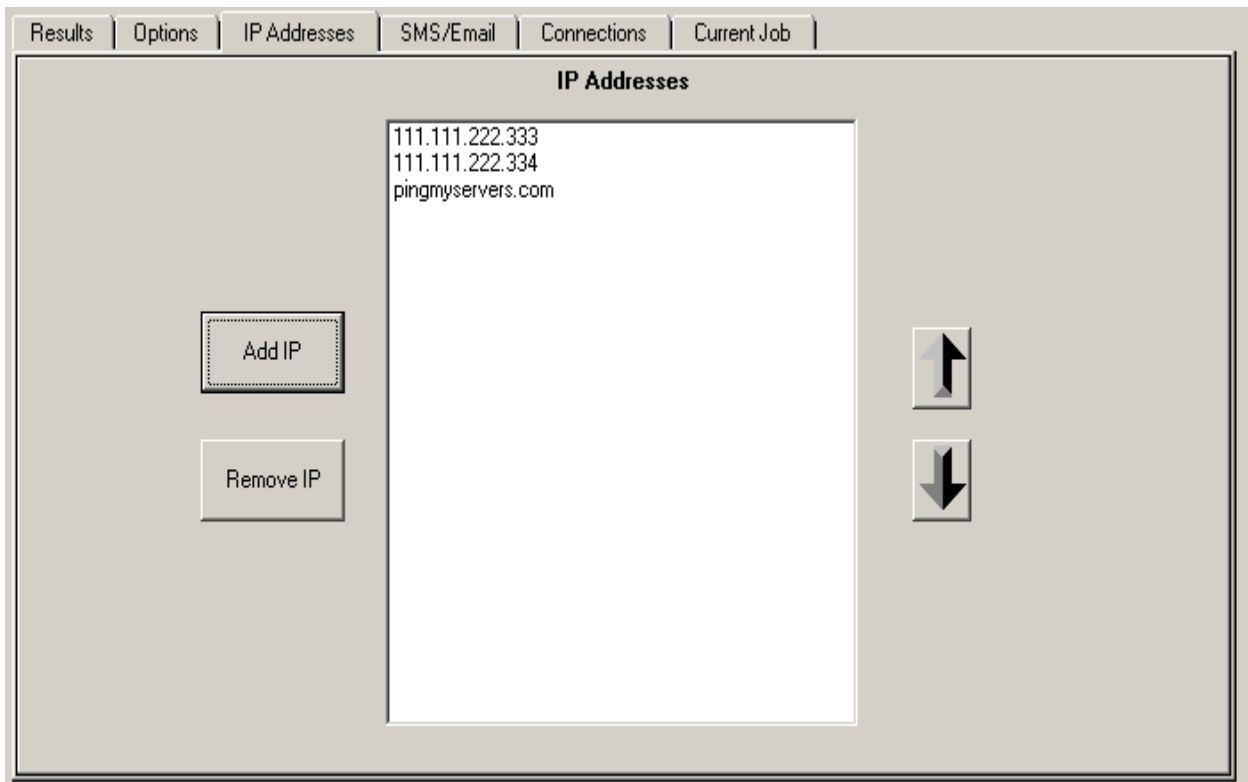 Results Options IP Addresses SMS/Email Connections Current Job
IP Addresses
111.111.222.333
111.111.222.334
pingmyservers.com
Add IP
Remove IP